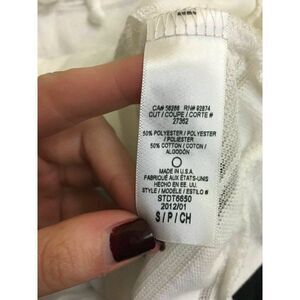 CA# 56286 RN# 92874
CUT / COUPE / CORTE #
27362
50% POLYESTER / POLYESTER
/ POLIESTER
50% COTTON / COTON /
ALGODÓN
MADE IN U.S.A.
FABRIQUÉ AUX ÉTATS-UNIS
HECHO EN EE. UU.
STYLE / MODÈLE / ESTILO #
STDT6650
2012/01
S / P / CH